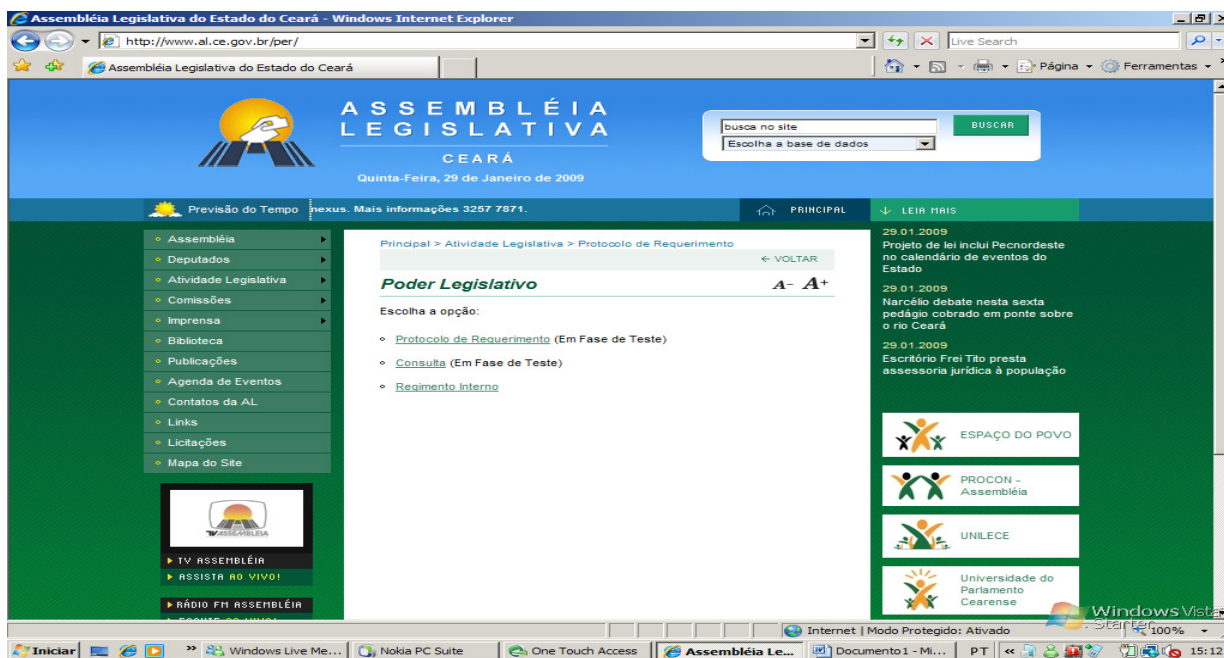 Assembléia Legislativa do Estado do Ceará - Windows Internet Explorer
http://www.al.ce.gov.br/per/
Live Search
Assembléia Legislativa do Estado do Ceará
Página
Ferramentas
ASSEMBLÉIA
LEGISLATIVA
CEARÁ
Quinta-Feira, 29 de Janeiro de 2009
busca no site
BUSCAR
Escolha a base de dados
Previsão do Tempo
nexus. Mais informações 3257 7871.
PRINCIPAL
LEIA MAIS
Assembléia
Deputados
Atividade Legislativa
Comissões
Imprensa
Biblioteca
Publicações
Agenda de Eventos
Contatos da AL
Links
Licitações
Mapa do Site
TV ASSEMBLÉIA
TV ASSEMBLÉIA
ASSISTA AO VIVO!
RÁDIO FM ASSEMBLÉIA
Principal > Atividade Legislativa > Protocolo de Requerimento
← VOLTAR
Poder Legislativo
A- A+
Escolha a opção:
Protocolo de Requerimento (Em Fase de Teste)
Consulta (Em Fase de Teste)
Regimento Interno
29.01.2009
Projeto de lei inclui Pecnordeste
no calendário de eventos do
Estado
29.01.2009
Narcélio debate nesta sexta
pedágio cobrado em ponte sobre
o rio Ceará
29.01.2009
Escritório Frei Tito presta
assessoria jurídica à população
ESPAÇO DO POVO
PROCON -
Assembléia
UNILECE
Universidade do
Parlamento
Cearense
Windows Vista
Starter
Internet | Modo Protegido: Ativado
100%
Iniciar
Windows Live Me...
Nokia PC Suite
One Touch Access
Assembléia Le...
Documento1 - Mi...
PT
15:12